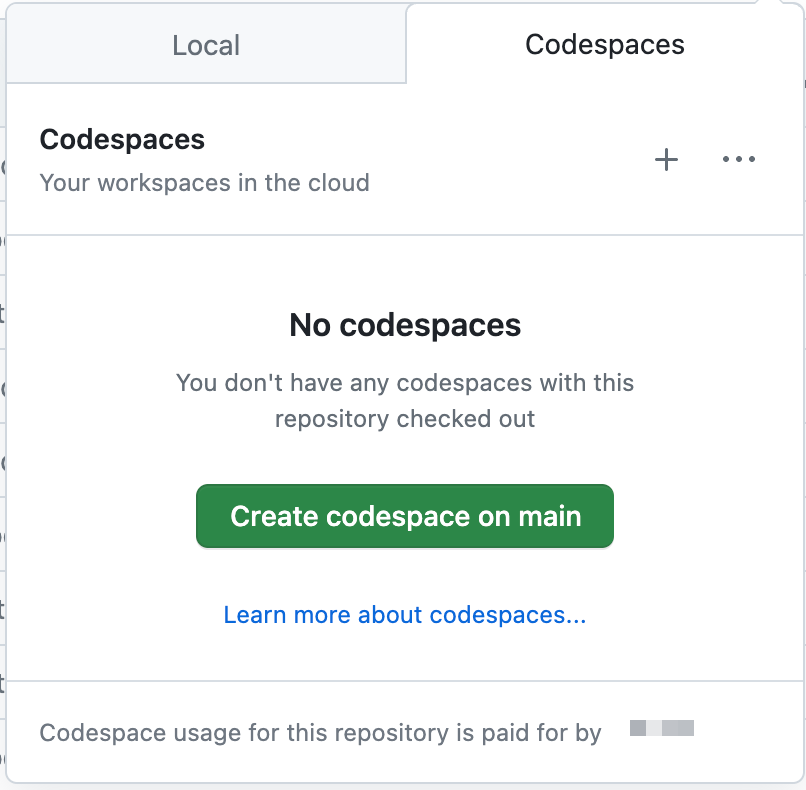 Local
Codespaces
Codespaces
Your workspaces in the cloud
No codespaces
You don't have any codespaces with this
repository checked out
Create codespace on main
Learn more about codespaces...
Codespace usage for this repository is paid for by